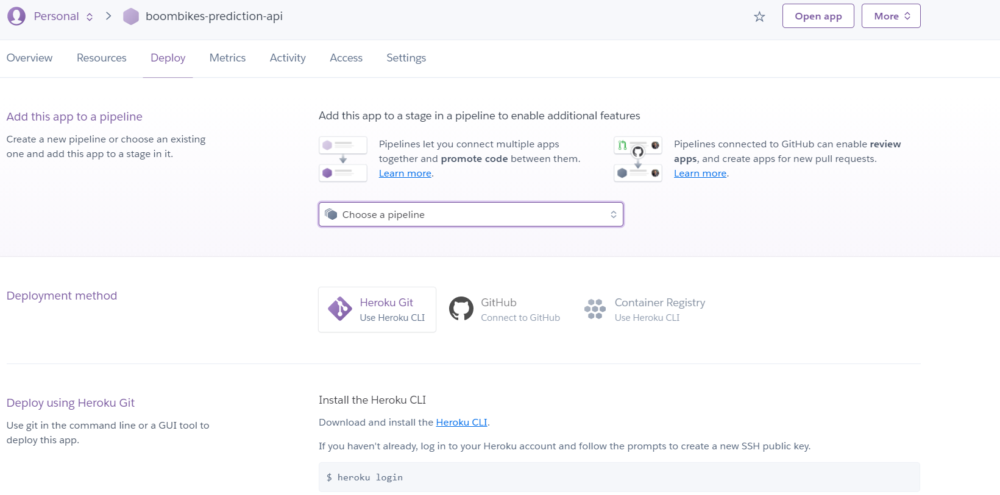 Personal
boombikes-prediction-api
Open app
More
Overview
Resources
Deploy
Metrics
Activity
Access
Settings
Add this app to a pipeline
Create a new pipeline or choose an existing
one and add this app to a stage in it.
Add this app to a stage in a pipeline to enable additional features
Pipelines let you connect multiple apps
together and promote code between them.
Learn more.
Pipelines connected to GitHub can enable review
apps, and create apps for new pull requests.
Learn more.
Choose a pipeline
Deployment method
Heroku Git
Use Heroku CLI
GitHub
Connect to GitHub
Container Registry
Use Heroku CLI
Deploy using Heroku Git
Use git in the command line or a GUI tool to
deploy this app.
Install the Heroku CLI
Download and install the Heroku CLI.
If you haven't already, log in to your Heroku account and follow the prompts to create a new SSH public key.
$ heroku login